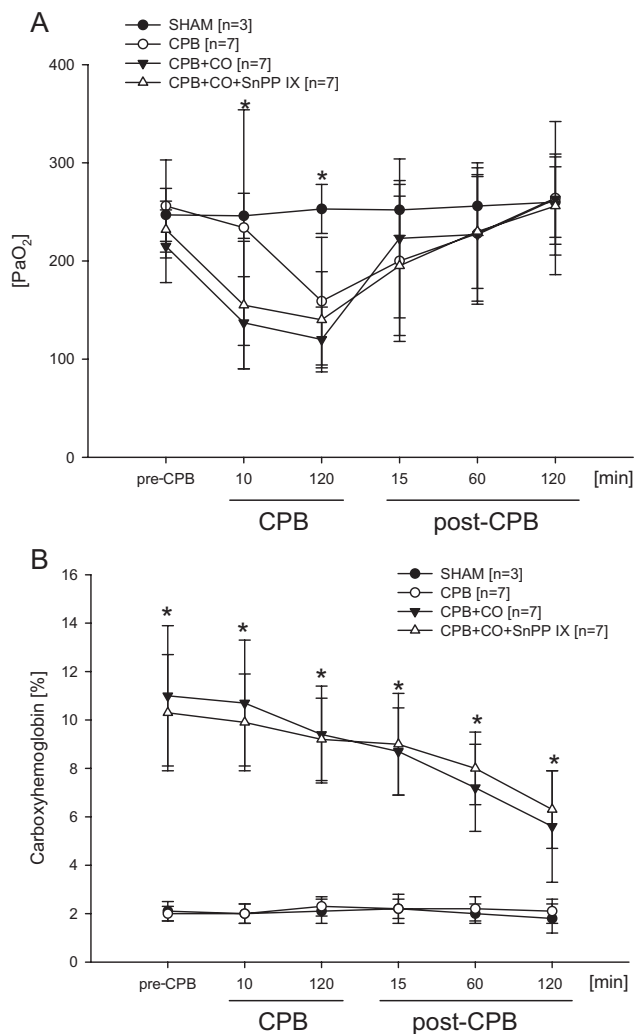 A
SHAM [n=3]
CPB [n=7]
CPB+CO [n=7]
CPB+CO+SnPP IX [n=7]
400
300
200
100
0
[PaO2]
* *
pre-CPB 10 120 15 60 120 [min]
CPB post-CPB
B
SHAM [n=3]
CPB [n=7]
CPB+CO [n=7]
CPB+CO+SnPP IX [n=7]
16
14
12
10
8
6
4
2
0
Carboxyhemoglobin [%]
* * * * * *
pre-CPB 10 120 15 60 120 [min]
CPB post-CPB